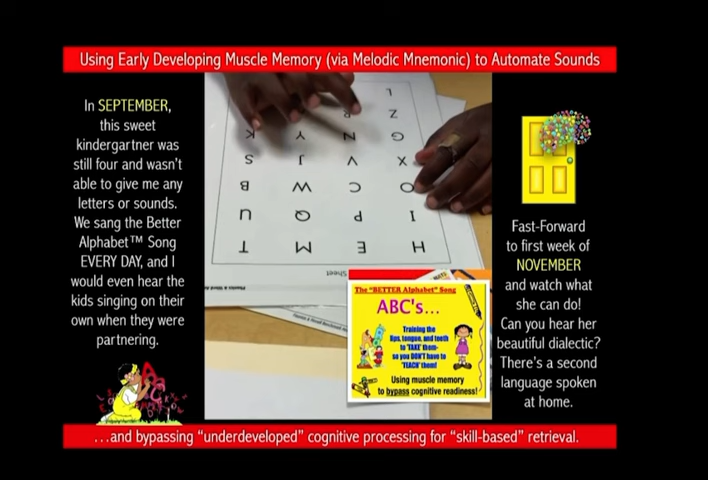 Using Early Developing Muscle Memory (via Melodic Mnemonic) to Automate Sounds
In SEPTEMBER,
this sweet
kindergartner was
still four and wasn't
able to give me any
letters or sounds.
We sang the Better
Alphabet™ Song
EVERY DAY, and I
would even hear the
kids singing on their
own when they were
partnering.
Sheet
H E M T
I P Q U
O C W B
X V J S
G N Y K
Z R
L
The "BETTER Alphabet" Song
ABC's...
Training the
lips, tongue, and teeth
to 'TAKE' them-
so you DON'T have to
'TEACH' them!
Using muscle memory
to bypass cognitive readiness!
Fast-Forward
to first week of
NOVEMBER
and watch what
she can do!
Can you hear her
beautiful dialectic?
There's a second
language spoken
at home.
...and bypassing "underdeveloped" cognitive processing for "skill-based" retrieval.